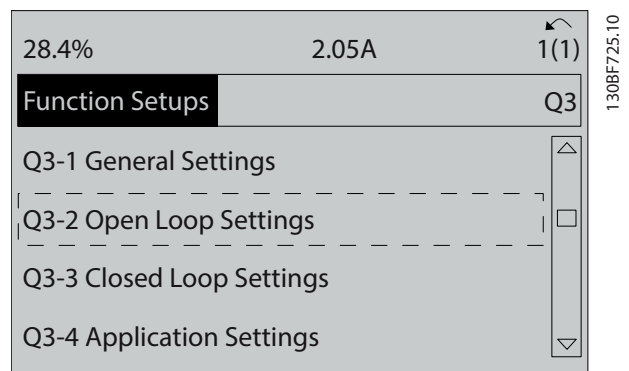 28.4% 2.05A 1(1)
Function Setups Q3
Q3-1 General Settings
Q3-2 Open Loop Settings
Q3-3 Closed Loop Settings
Q3-4 Application Settings
130BF725.10